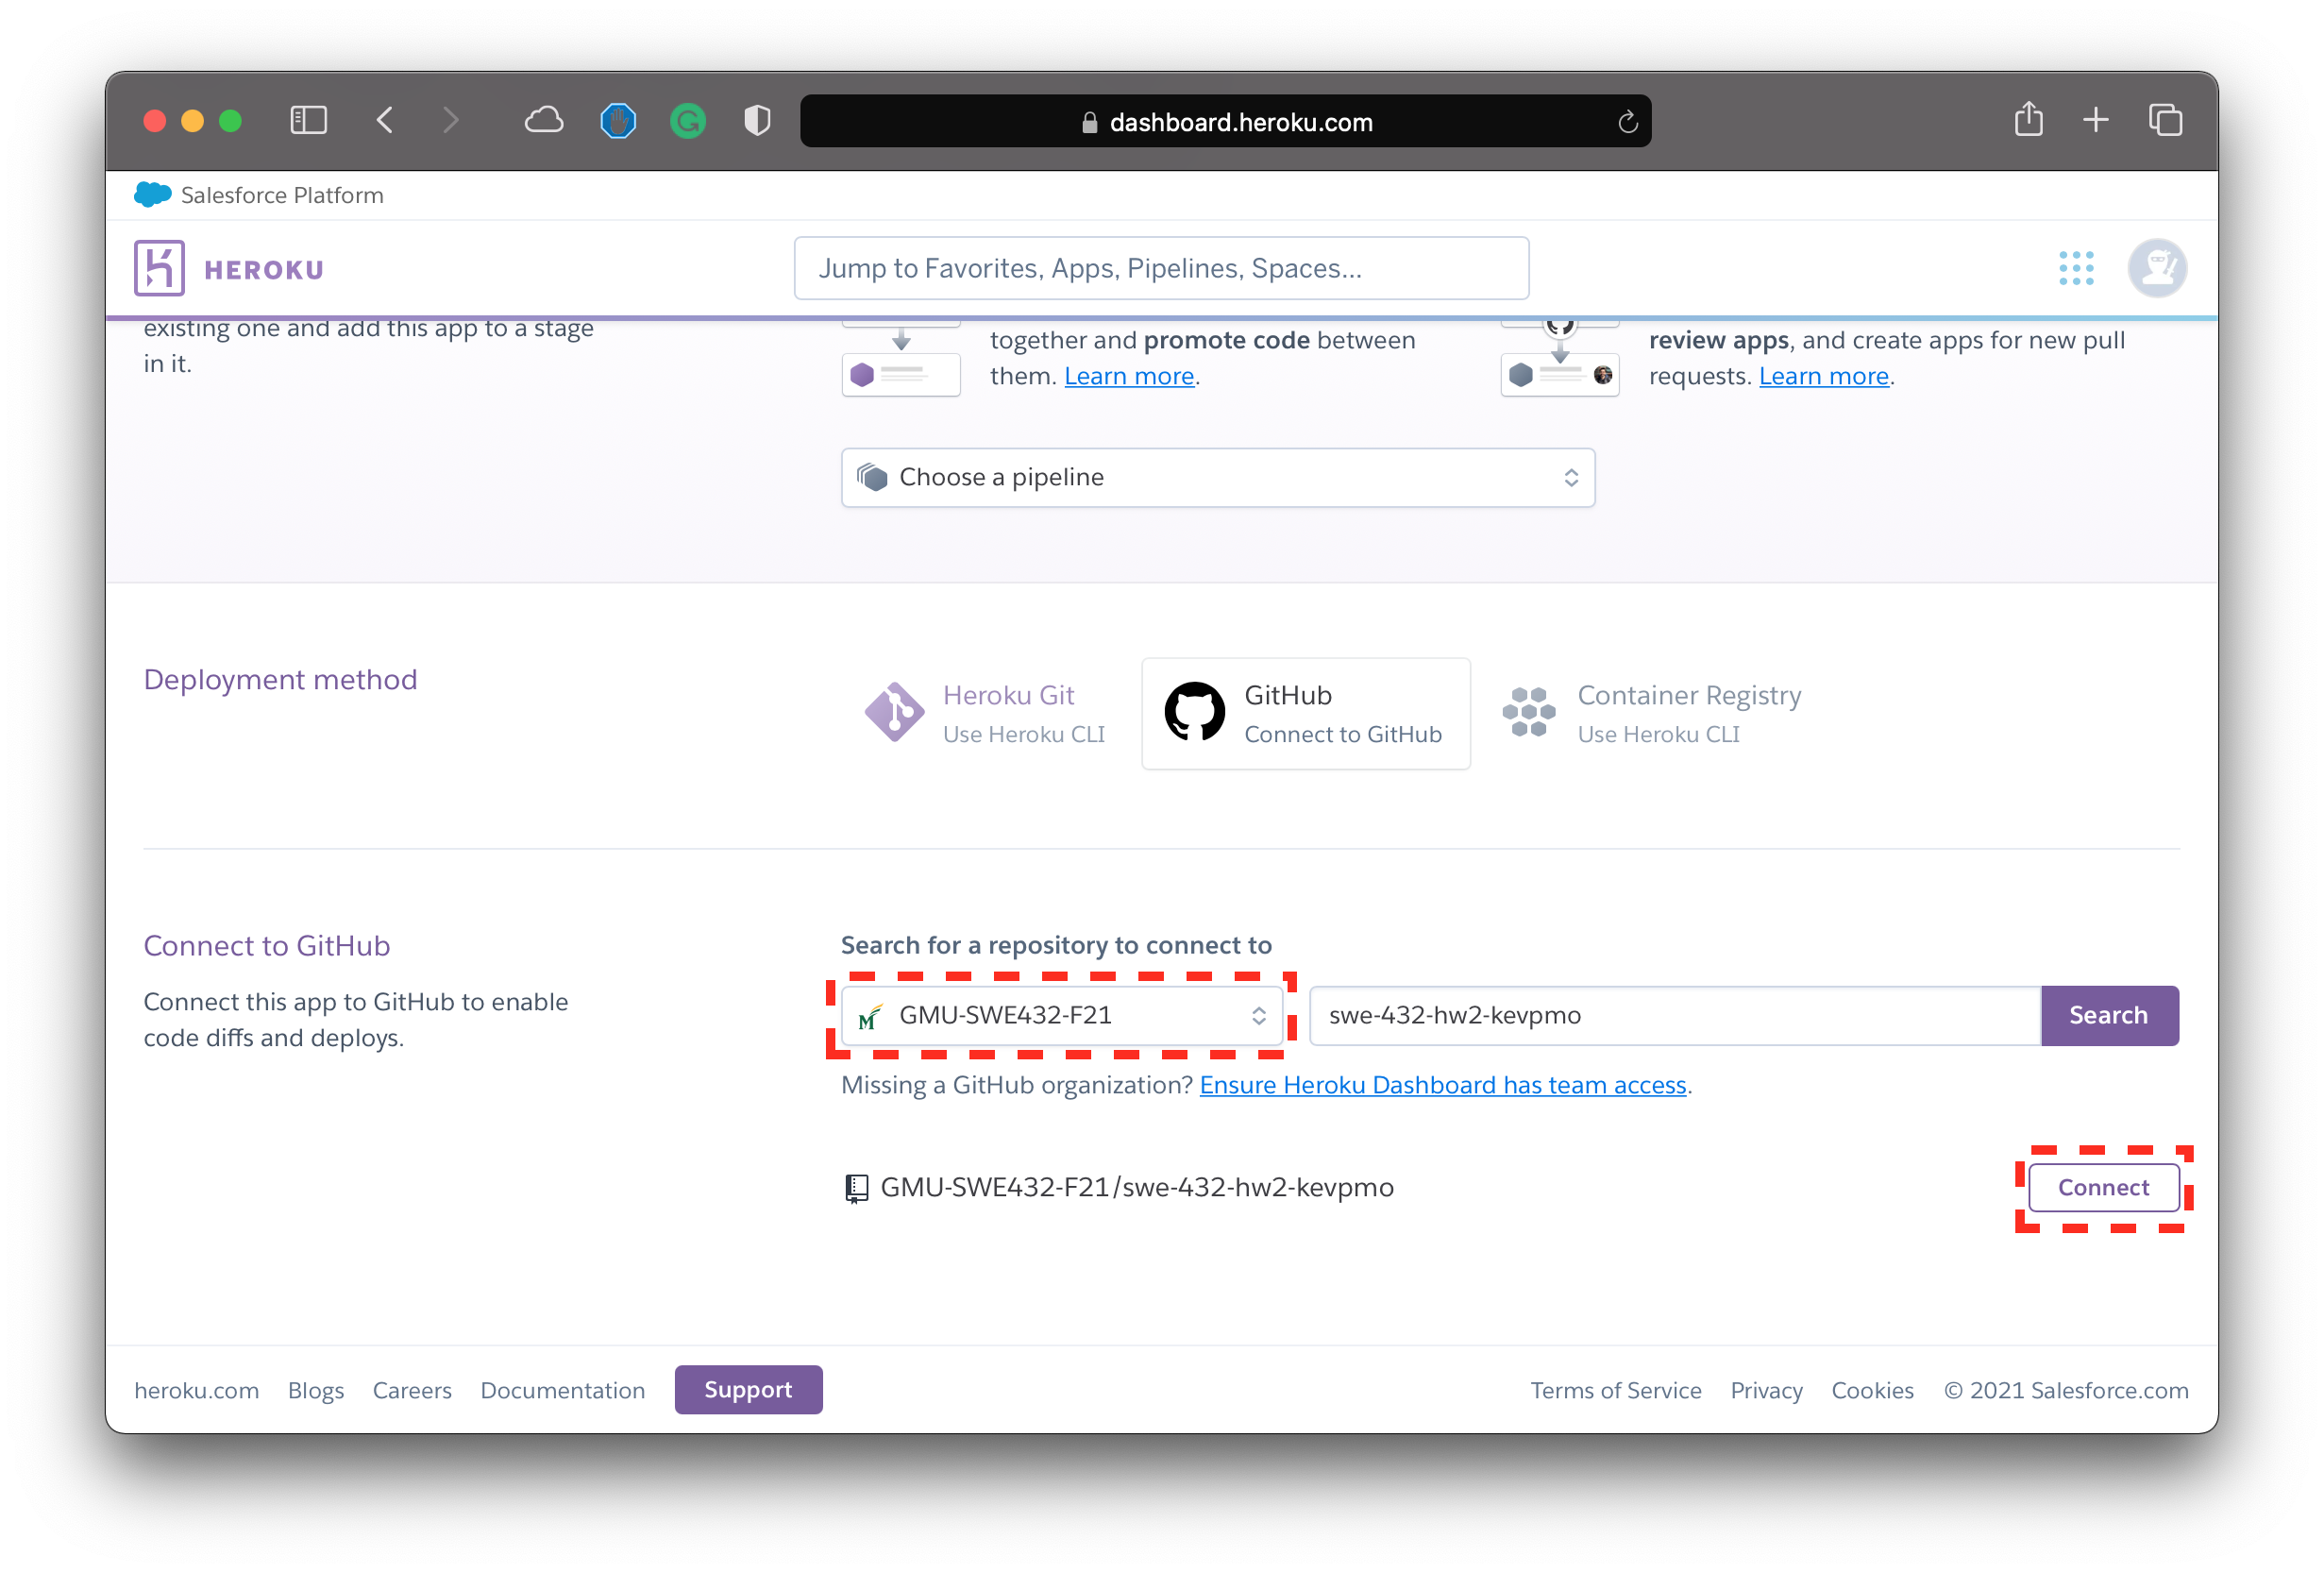 dashboard.heroku.com
Salesforce Platform
HEROKU
Jump to Favorites, Apps, Pipelines, Spaces...
existing one and add this app to a stage
in it.
together and promote code between
them. Learn more.
review apps, and create apps for new pull
requests. Learn more.
Choose a pipeline
Deployment method
Heroku Git
Use Heroku CLI
GitHub
Connect to GitHub
Container Registry
Use Heroku CLI
Connect to GitHub
Connect this app to GitHub to enable
code diffs and deploys.
Search for a repository to connect to
M GMU-SWE432-F21
swe-432-hw2-kevpmo
Search
Missing a GitHub organization? Ensure Heroku Dashboard has team access.
GMU-SWE432-F21/swe-432-hw2-kevpmo
Connect
heroku.com Blogs Careers Documentation Support
Terms of Service Privacy Cookies © 2021 Salesforce.com